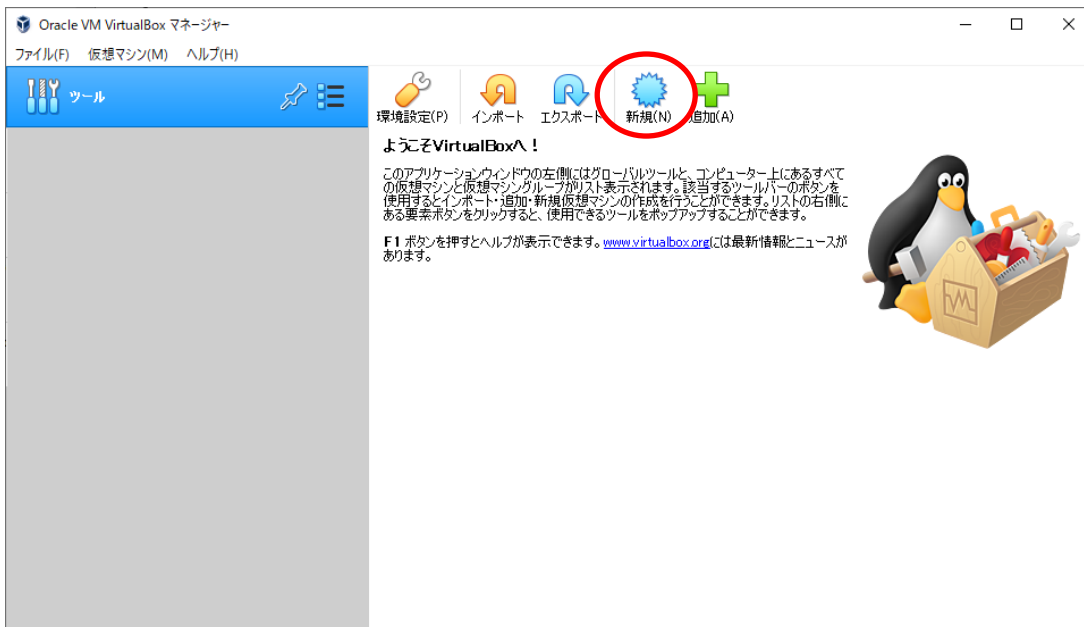 Oracle VM VirtualBox マネージャー
ファイル(F) 仮想マシン(M) ヘルプ(H)
ツール
環境設定(P) インポート エクスポート 新規(N) 追加(A)
ようこそVirtualBoxへ！
このアプリケーションウィンドウの左側にはグローバルツールと、コンピューター上にあるすべて
の仮想マシンと仮想マシングループがリスト表示されます。該当するツールバーのボタンを
使用するとインポート・追加・新規仮想マシンの作成を行うことができます。リストの右側に
ある要素ボタンをクリックすると、使用できるツールをポップアップすることができます。
F1 ボタンを押すとヘルプが表示できます。www.virtualbox.orgには最新情報とニュースが
あります。